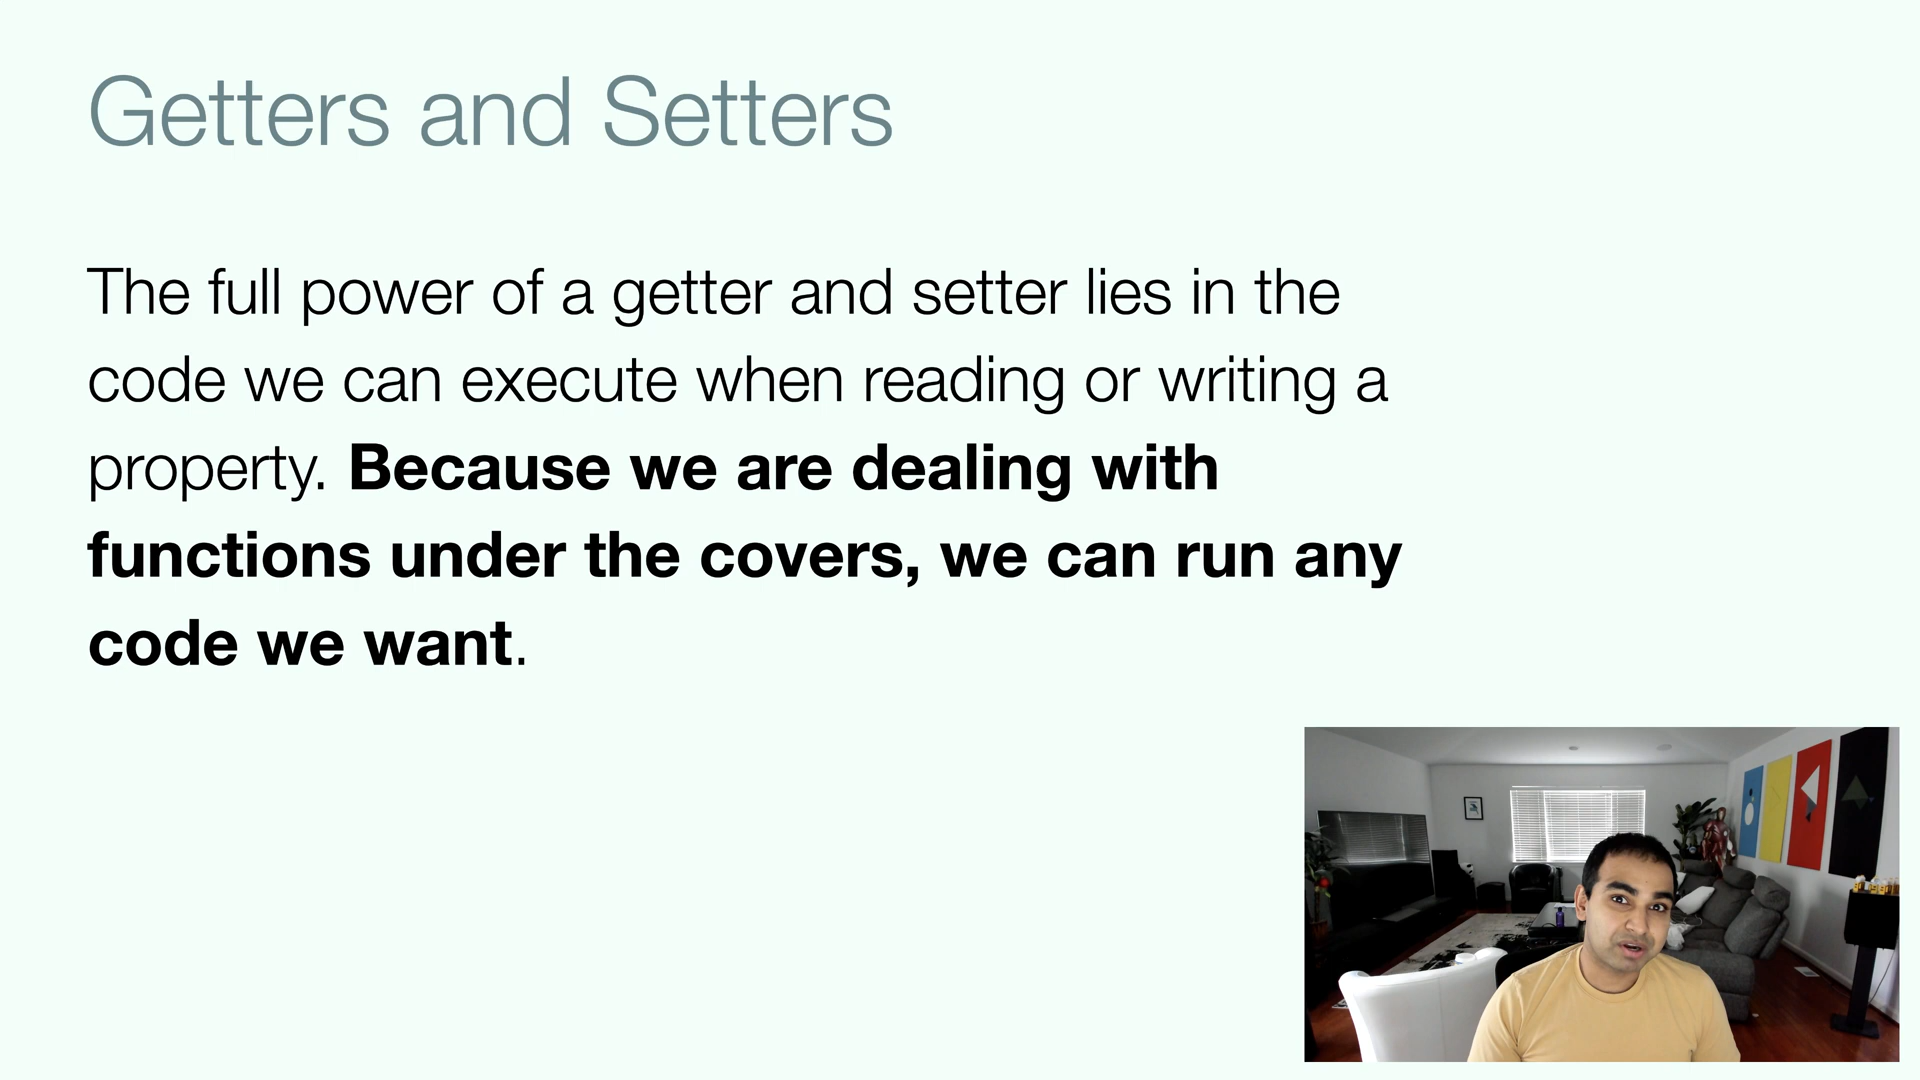 Getters and Setters
The full power of a getter and setter lies in the
code we can execute when reading or writing a
property. Because we are dealing with
functions under the covers, we can run any
code we want.